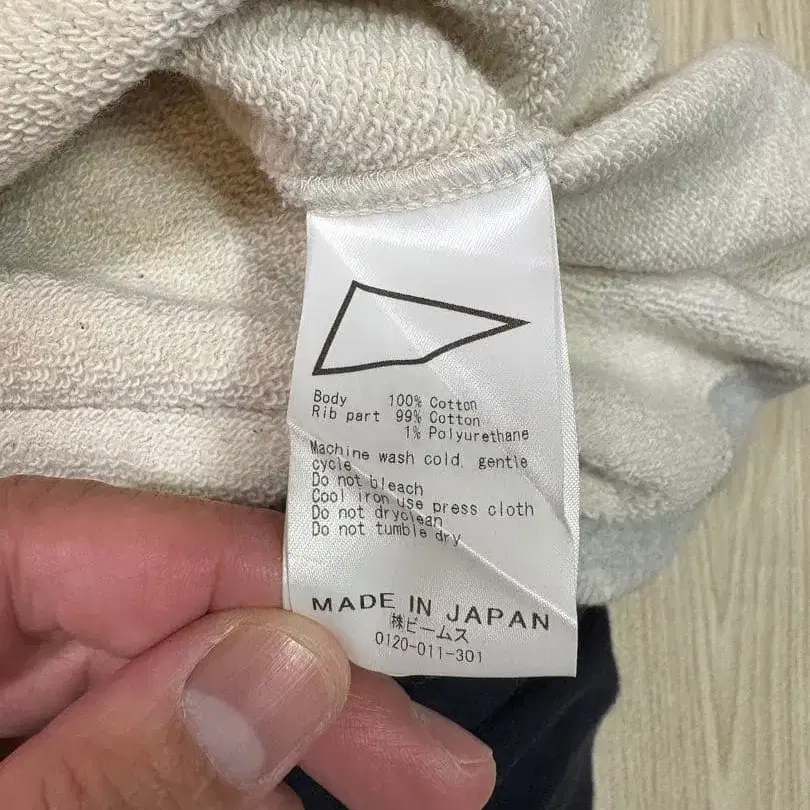 Body 100% Cotton
Rib part 99% Cotton
1% Polyurethane
Machine wash cold, gentle
cycle
Do not bleach
Cool iron use press cloth
Do not dryclean
Do not tumble dry
MADE IN JAPAN
㈱ビームス
0120-011-301